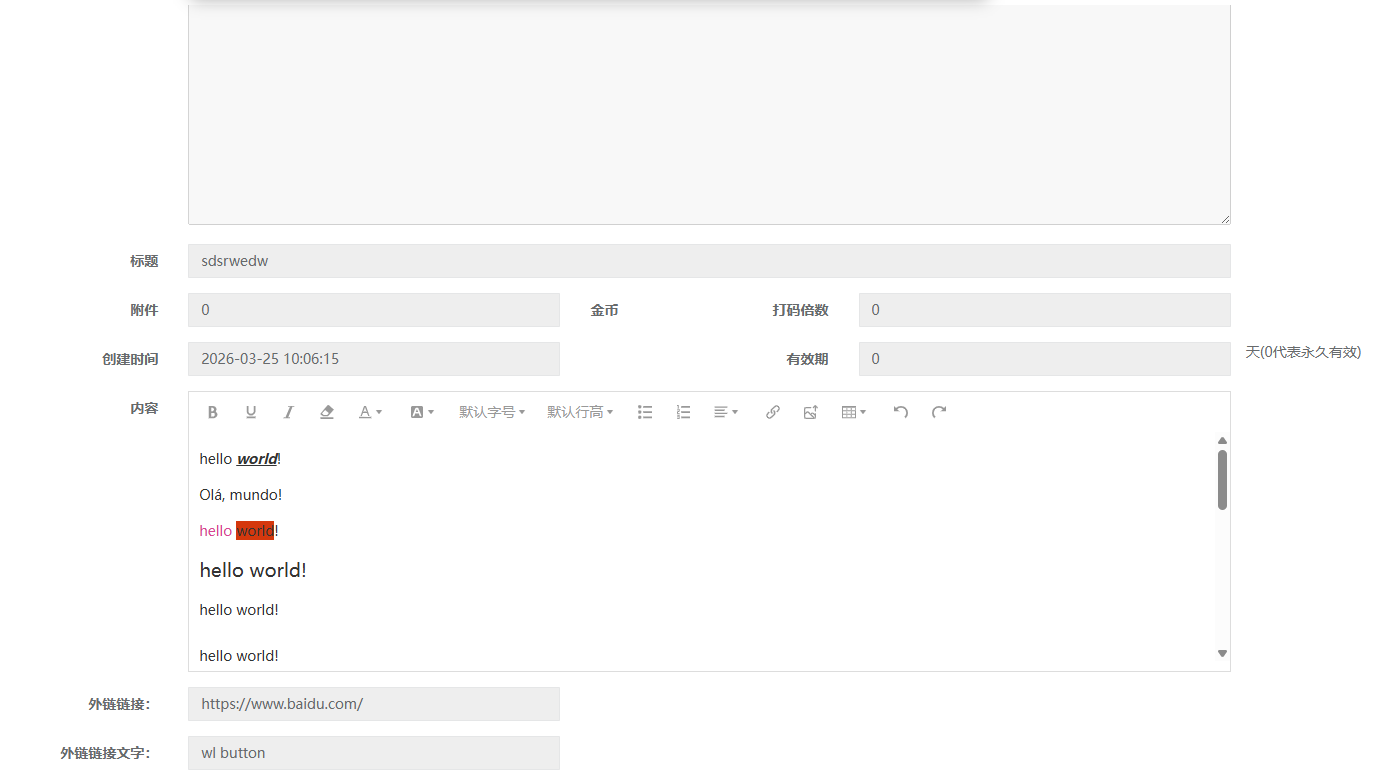 标题 sdsrwedw
附件 0 金币 打码倍数 0
创建时间 2026-03-25 10:06:15 有效期 0 天(0代表永久有效)
内容 B U I A A 默认字号 默认行高
hello world!
Olá, mundo!
hello world!
hello world!
hello world!
hello world!
外链链接： https://www.baidu.com/
外链链接文字： wl button